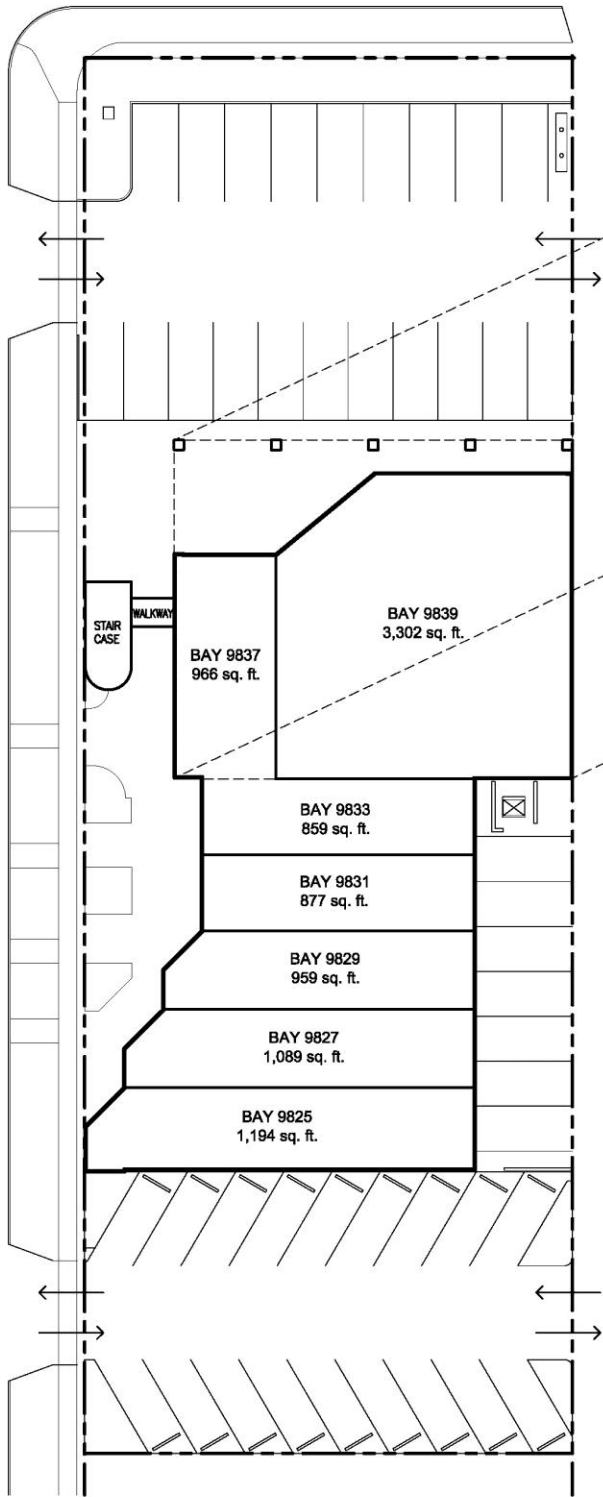 STAIR
CASE
WALKWAY
BAY 9837
966 sq. ft.
BAY 9839
3,302 sq. ft.
BAY 9833
859 sq. ft.
BAY 9831
877 sq. ft.
BAY 9829
959 sq. ft.
BAY 9827
1,089 sq. ft.
BAY 9825
1,194 sq. ft.